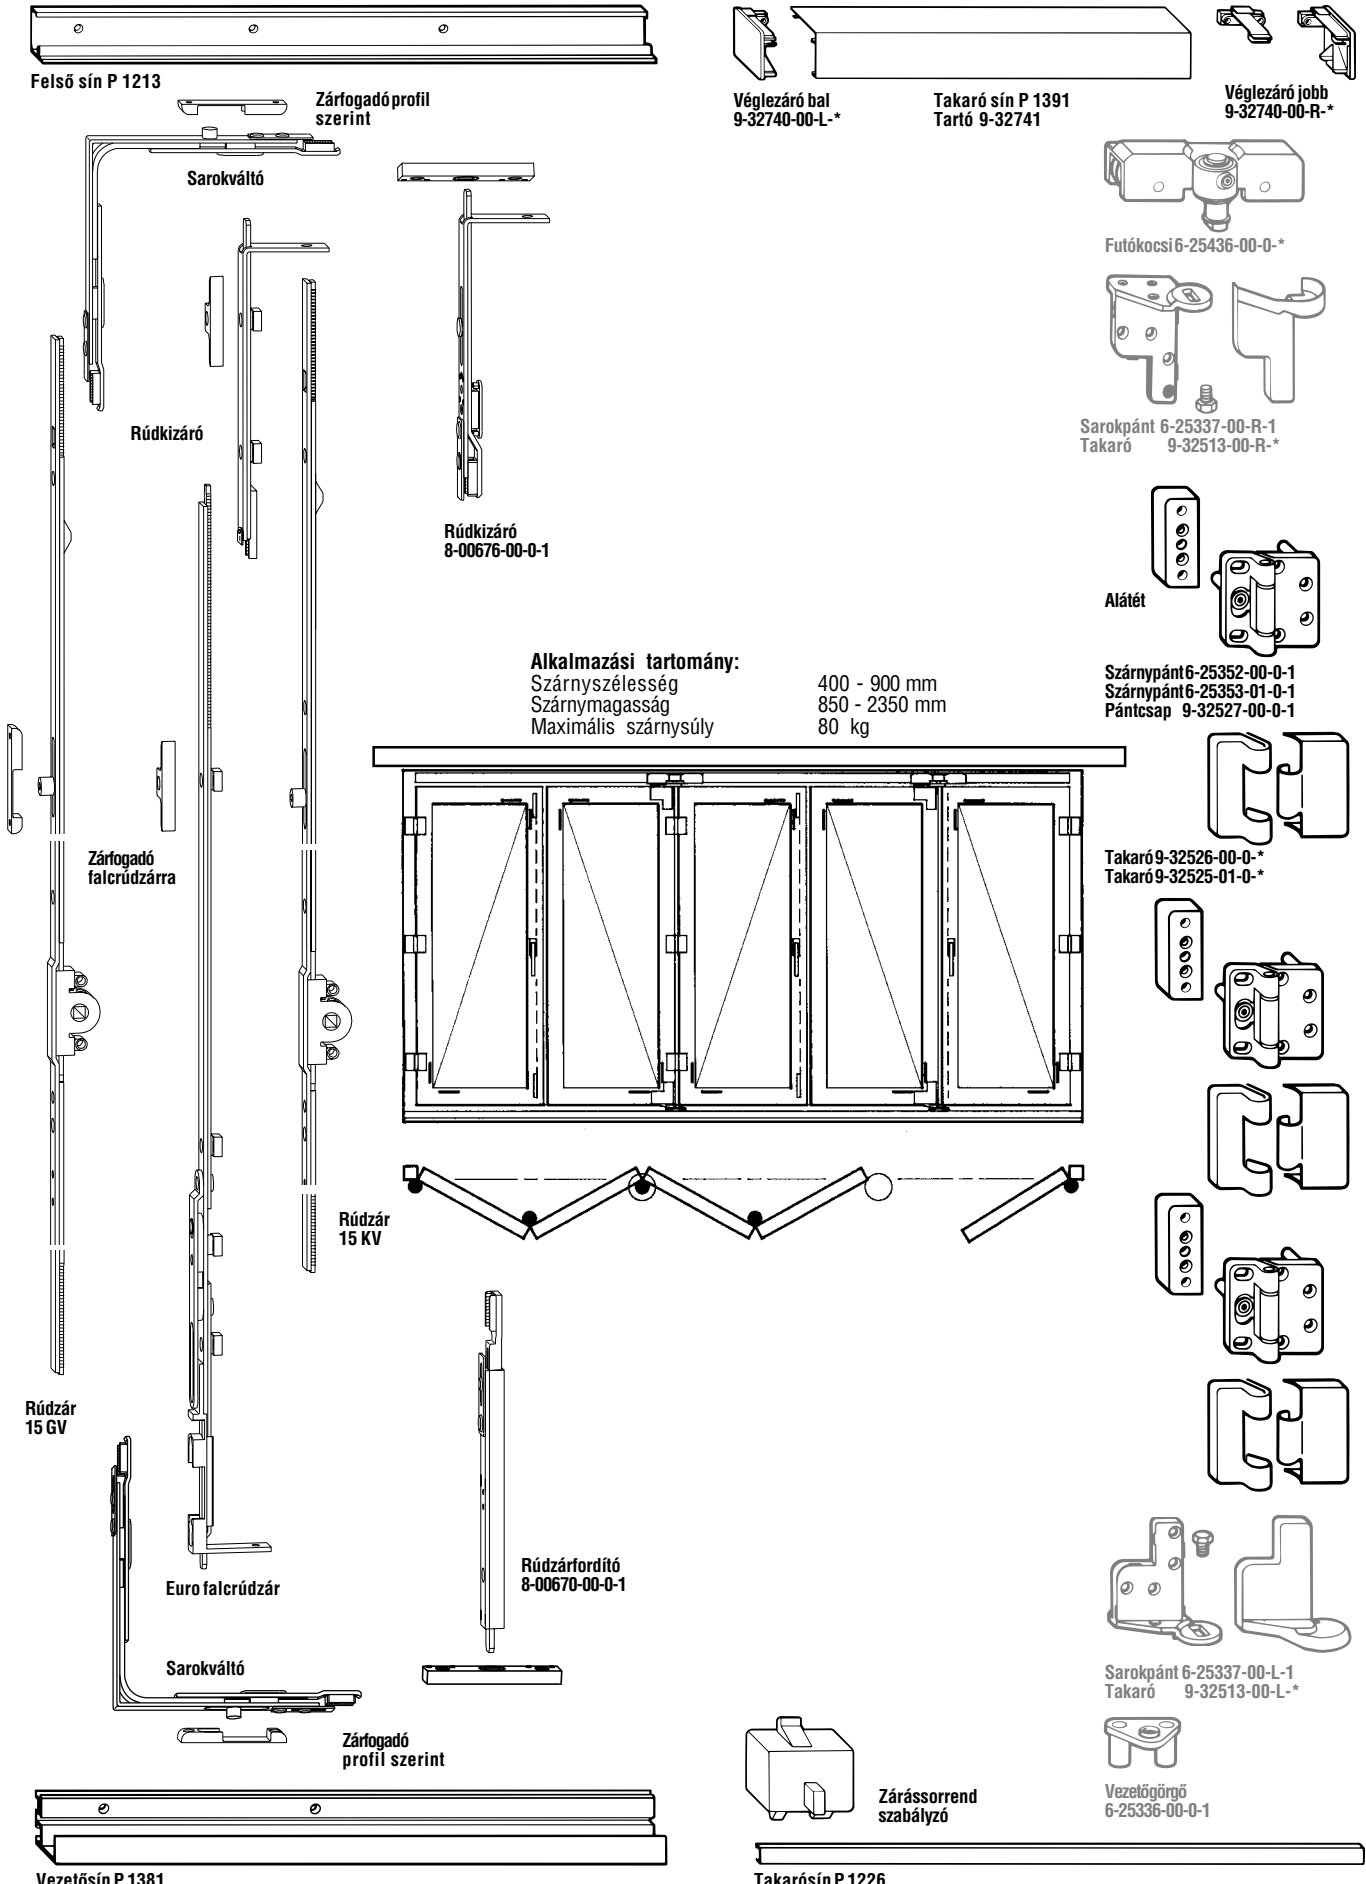 Felső sín P 1213
Zárfogadó profil
szerint
Sarokváltó
Véglezáró bal
9-32740-00-L-*
Takaró sín P 1391
Tartó 9-32741
Véglezáró jobb
9-32740-00-R-*
Futókocsi 6-25436-00-0-*
Sarokpánt 6-25337-00-R-1
Takaró 9-32513-00-R-*
Rúdkizáró
Rúdkizáró
8-00676-00-0-1
Alátét
Alkalmazási tartomány:
Szárnyszélesség 400 - 900 mm
Szárnymagasság 850 - 2350 mm
Maximális szárnysúly 80 kg
Szárnypánt 6-25352-00-0-1
Szárnypánt 6-25353-01-0-1
Pántcsap 9-32527-00-0-1
Zárfogadó
falcrúdzárra
Takaró 9-32526-00-0-*
Takaró 9-32525-01-0-*
Rúdzár
15 KV
Rúdzár
15 GV
Euro falcrúdzár
Rúdzárfordító
8-00670-00-0-1
Sarokváltó
Sarokpánt 6-25337-00-L-1
Takaró 9-32513-00-L-*
Zárfogadó
profil szerint
Zárássorrend
szabályzó
Vezetőgörgő
6-25336-00-0-1
Vezetősín P 1381
Takarósín P 1226